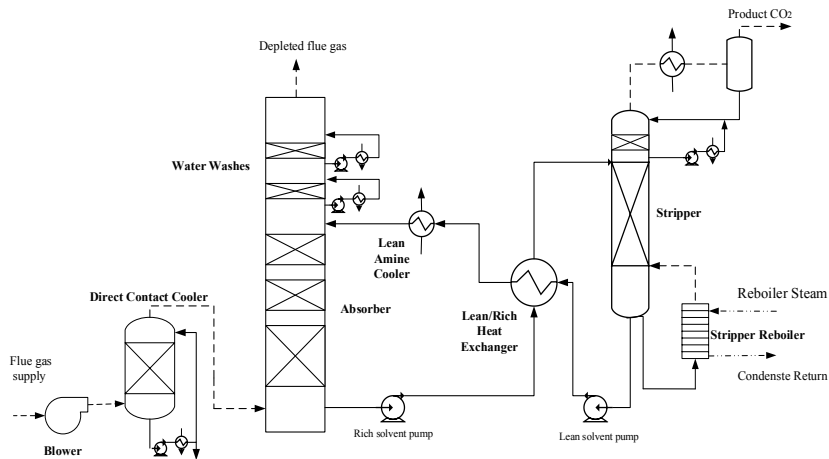 Product CO2
Depleted flue gas
Water Washes
Stripper
Lean
Amine
Cooler
Direct Contact Cooler
Absorber
Lean/Rich
Heat
Exchanger
Reboiler Steam
Stripper Reboiler
Condenste Return
Flue gas
supply
Blower
Rich solvent pump
Lean solvent pump